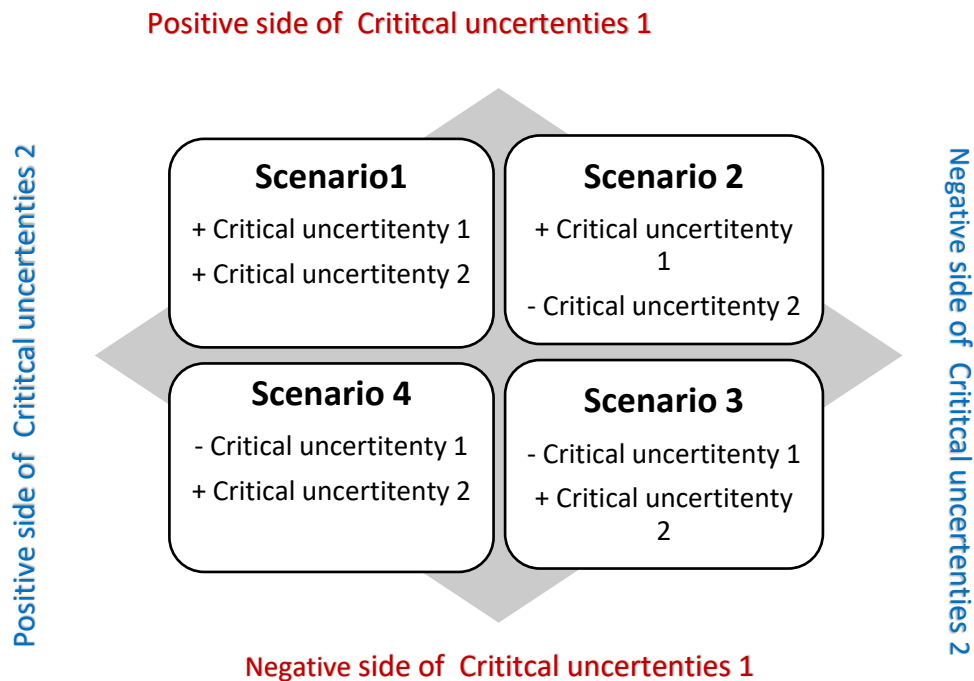 Positive side of Crititcal uncertenties 1
Positive side of Crititcal uncertenties 2
Scenario1
+ Critical uncertitenty 1
+ Critical uncertitenty 2
Scenario 2
+ Critical uncertitenty
1
- Critical uncertitenty 2
Negative side of Crititcal uncertenties 2
Scenario 4
- Critical uncertitenty 1
+ Critical uncertitenty 2
Scenario 3
- Critical uncertitenty 1
+ Critical uncertitenty
2
Negative side of Crititcal uncertenties 1